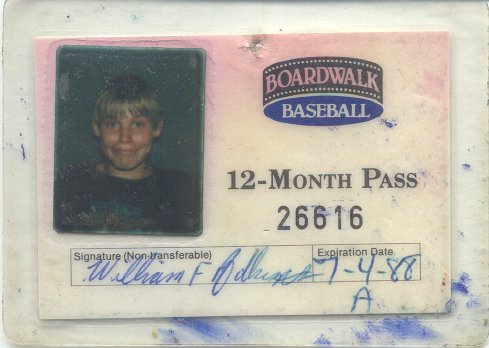 BOARDWALK
BASEBALL
12-MONTH PASS
26616
Signature (Non-transferable)
Expiration Date
William F
7-4-88
A